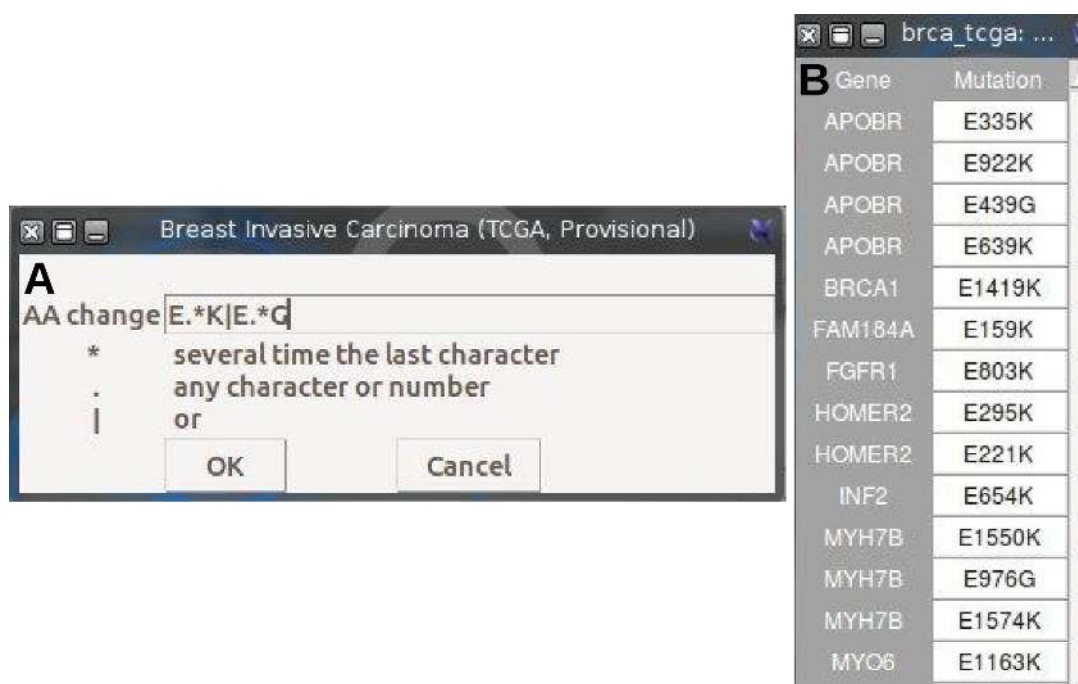 Breast Invasive Carcinoma (TCGA, Provisional)
A
AA change E.*K|E.*G
* several time the last character
. any character or number
| or
OK Cancel
brca_tcga: ...
B Gene Mutation
APOBR E335K
APOBR E922K
APOBR E439G
APOBR E639K
BRCA1 E1419K
FAM184A E159K
FGFR1 E803K
HOMER2 E295K
HOMER2 E221K
INF2 E654K
MYH7B E1550K
MYH7B E976G
MYH7B E1574K
MYO6 E1163K